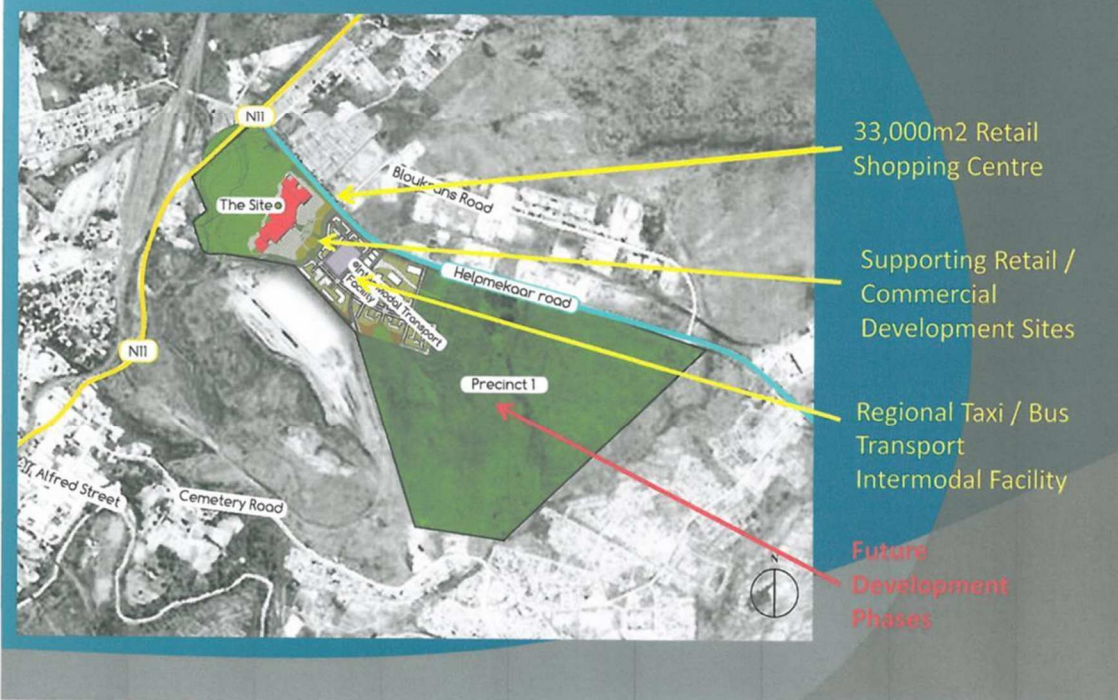 N11
The Site
Bloukrans Road
33,000m2 Retail
Shopping Centre
Helpmekaar road
Supporting Retail /
Commercial
Development Sites
Modal Transport
Facility
N11
Precinct 1
Regional Taxi / Bus
Transport
Intermodal Facility
Alfred Street
Cemetery Road
N
Future
Development
Phases